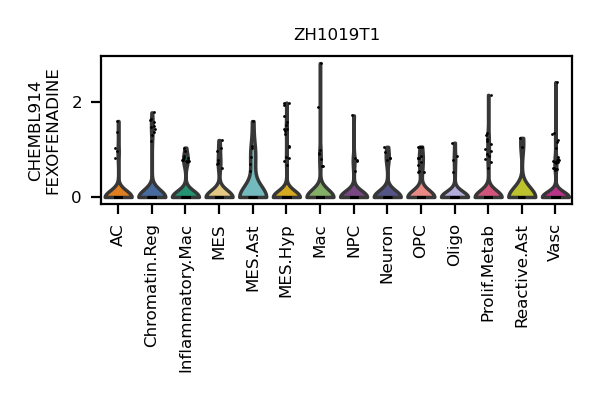 ZH1019T1
CHEMBL914
FEXOFENADINE
2
0
AC
Chromatin.Reg
Inflammatory.Mac
MES
MES.Ast
MES.Hyp
Mac
NPC
Neuron
OPC
Oligo
Prolif.Metab
Reactive.Ast
Vasc